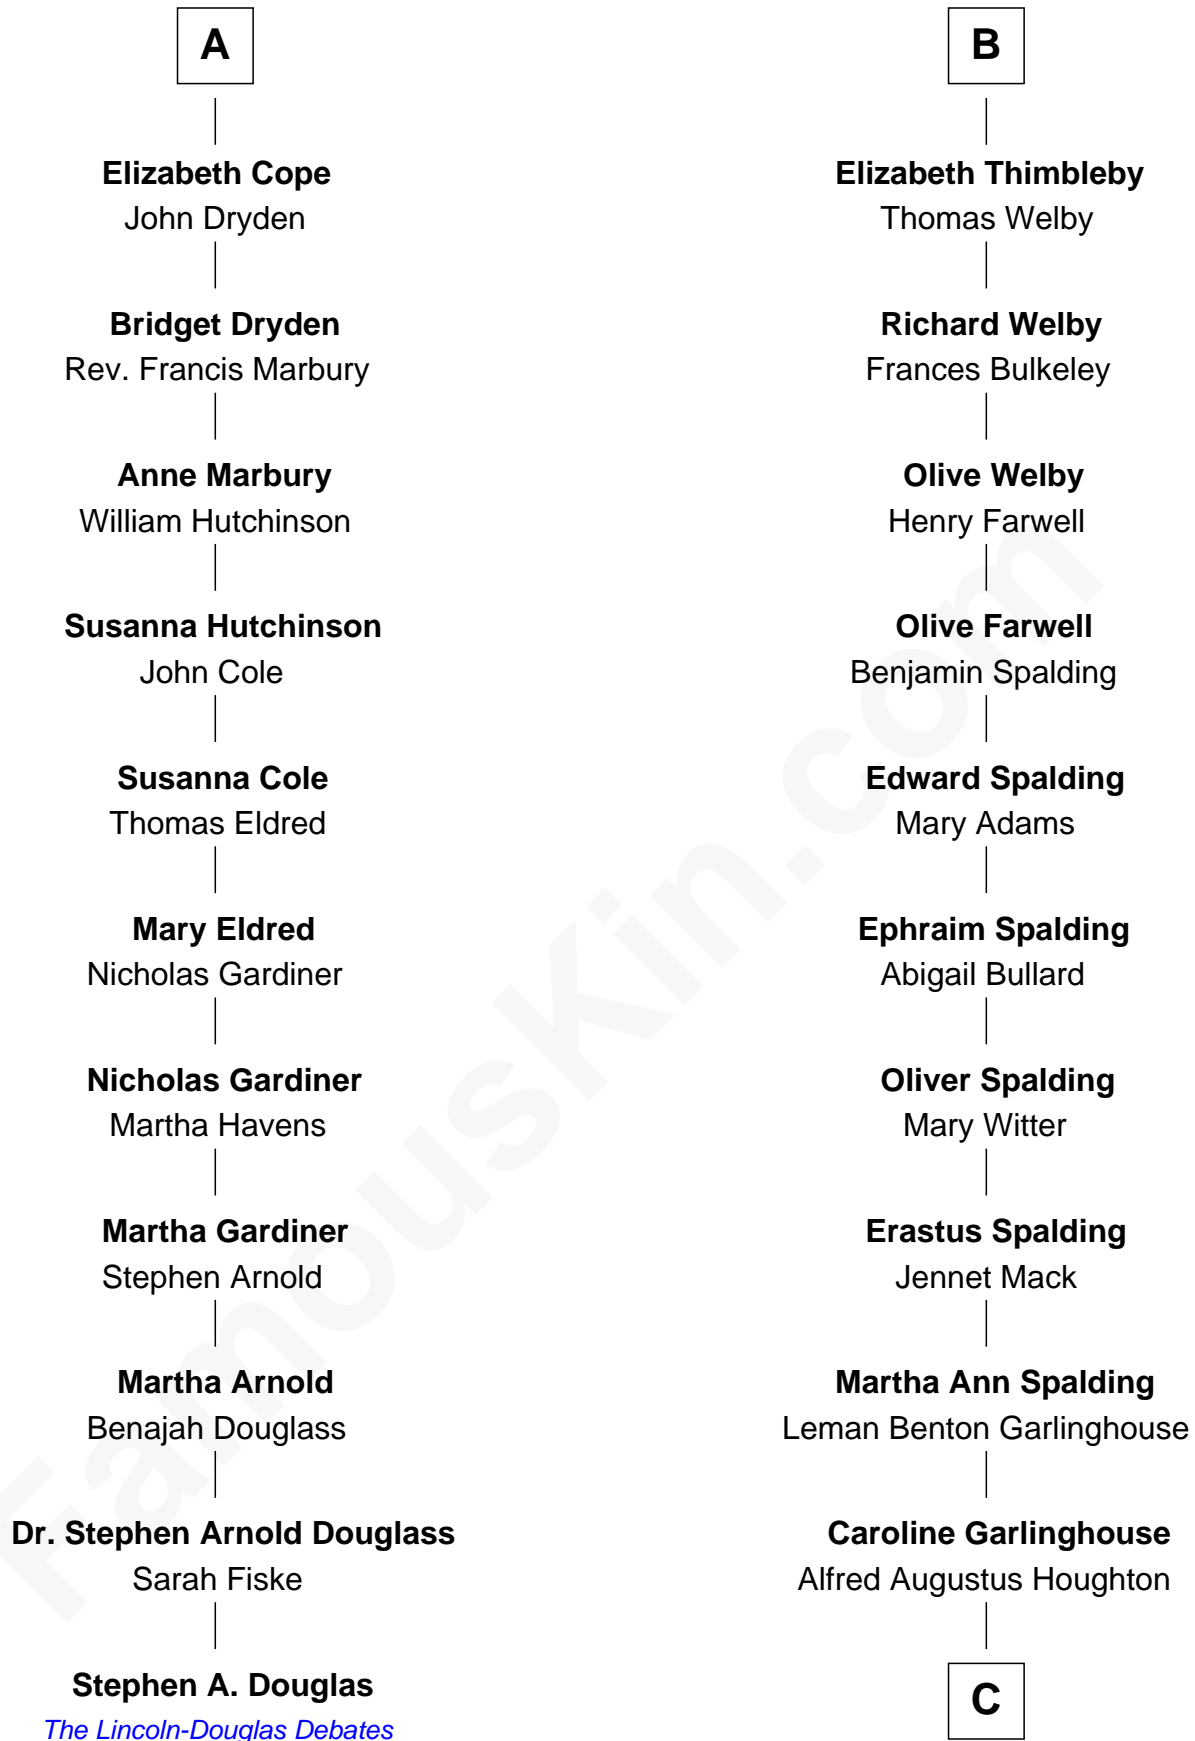 A
Elizabeth Cope
John Dryden
Bridget Dryden
Rev. Francis Marbury
Anne Marbury
William Hutchinson
Susanna Hutchinson
John Cole
Susanna Cole
Thomas Eldred
Mary Eldred
Nicholas Gardiner
Nicholas Gardiner
Martha Havens
Martha Gardiner
Stephen Arnold
Martha Arnold
Benajah Douglass
Dr. Stephen Arnold Douglass
Sarah Fiske
Stephen A. Douglas
The Lincoln-Douglas Debates
B
Elizabeth Thimbleby
Thomas Welby
Richard Welby
Frances Bulkeley
Olive Welby
Henry Farwell
Olive Farwell
Benjamin Spalding
Edward Spalding
Mary Adams
Ephraim Spalding
Abigail Bullard
Oliver Spalding
Mary Witter
Erastus Spalding
Jennet Mack
Martha Ann Spalding
Leman Benton Garlinghouse
Caroline Garlinghouse
Alfred Augustus Houghton
C
FamousKin.com